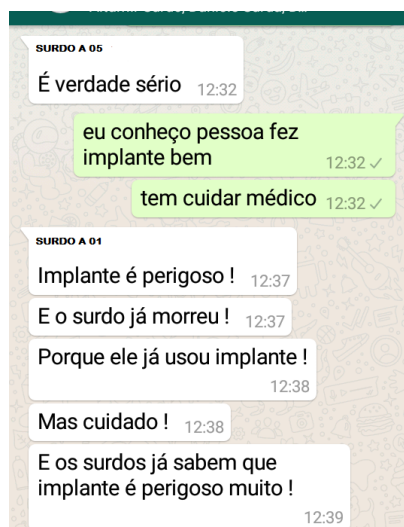 SURDO A 05
É verdade sério 12:32
eu conheço pessoa fez
implante bem 12:32
tem cuidar médico 12:32
SURDO A 01
Implante é perigoso ! 12:37
E o surdo já morreu ! 12:37
Porque ele já usou implante !
12:38
Mas cuidado ! 12:38
E os surdos já sabem que
implante é perigoso muito !
12:39